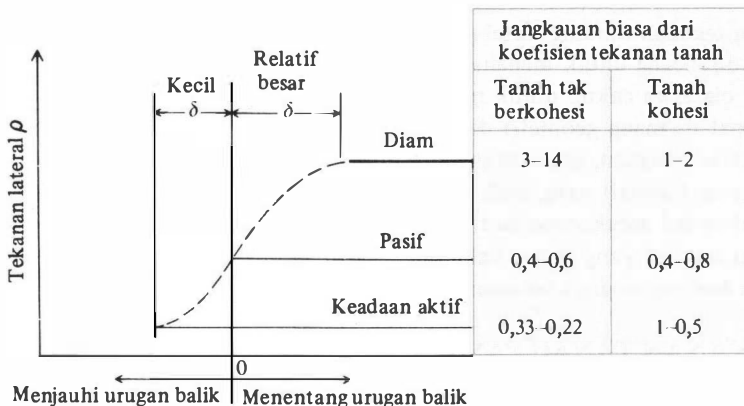 Jangkauan biasa dari
koefisien tekanan tanah
Tanah tak
berkohesi
Tanah
kohesi
Relatif
besar
Kecil
δ
δ
Tekanan lateral ρ
Diam
3–14
1–2
Pasif
0,4–0,6
0,4–0,8
Keadaan aktif
0,33–0,22
1–0,5
0
Menjauhi urugan balik
Menentang urugan balik